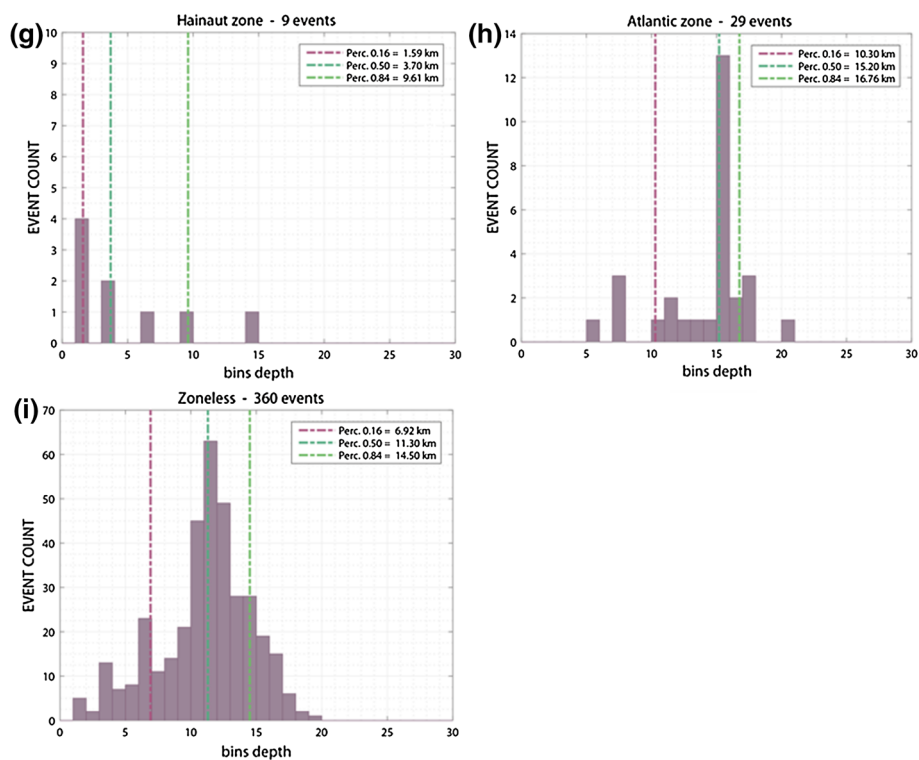 (g)
Hainaut zone - 9 events
Perc. 0.16 = 1.59 km
Perc. 0.50 = 3.70 km
Perc. 0.84 = 9.61 km
EVENT COUNT
10
9
8
7
6
5
4
3
2
1
0
0 5 10 15 20 25 30
bins depth
(h)
Atlantic zone - 29 events
Perc. 0.16 = 10.30 km
Perc. 0.50 = 15.20 km
Perc. 0.84 = 16.76 km
EVENT COUNT
14
12
10
8
6
4
2
0
0 5 10 15 20 25 30
bins depth
(i)
Zoneless - 360 events
Perc. 0.16 = 6.92 km
Perc. 0.50 = 11.30 km
Perc. 0.84 = 14.50 km
EVENT COUNT
70
60
50
40
30
20
10
0
0 5 10 15 20 25 30
bins depth